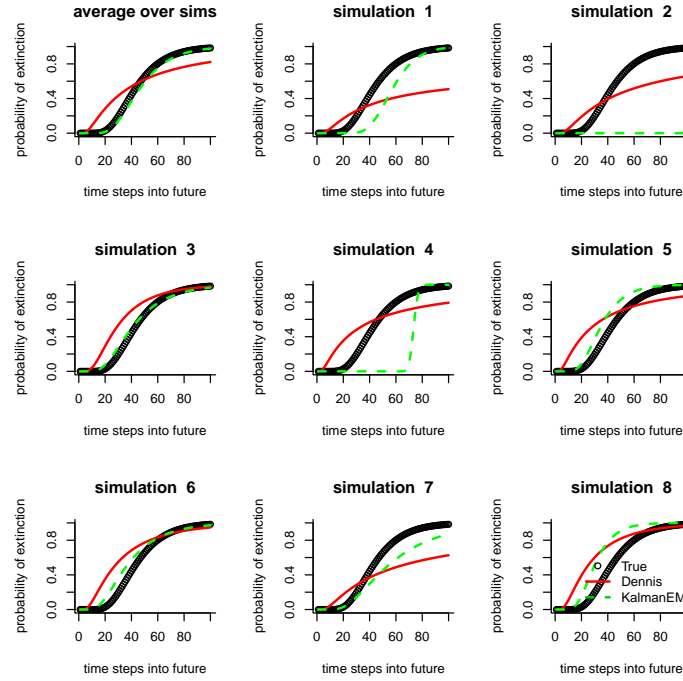 average over sims
probability of extinction
0.0 0.4 0.8
0 20 40 60 80
time steps into future
simulation 1
probability of extinction
0.0 0.4 0.8
0 20 40 60 80
time steps into future
simulation 2
probability of extinction
0.0 0.4 0.8
0 20 40 60 80
time steps into future
simulation 3
probability of extinction
0.0 0.4 0.8
0 20 40 60 80
time steps into future
simulation 4
probability of extinction
0.0 0.4 0.8
0 20 40 60 80
time steps into future
simulation 5
probability of extinction
0.0 0.4 0.8
0 20 40 60 80
time steps into future
simulation 6
probability of extinction
0.0 0.4 0.8
0 20 40 60 80
time steps into future
simulation 7
probability of extinction
0.0 0.4 0.8
0 20 40 60 80
time steps into future
simulation 8
probability of extinction
0.0 0.4 0.8
0 20 40 60 80
time steps into future
True
Dennis
KalmanEM